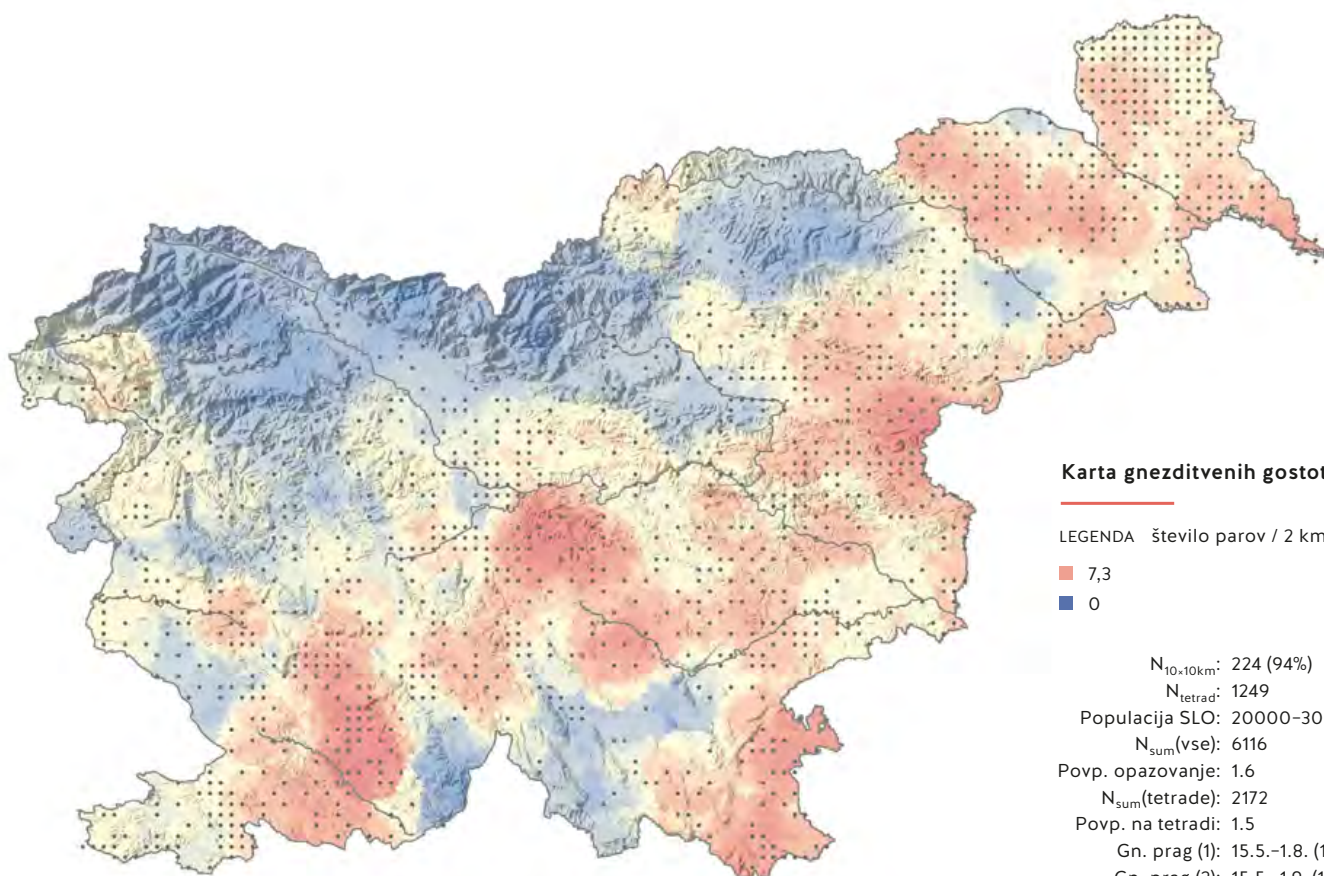 Karta gnezditvenih gostot
LEGENDA število parov / 2 km
7,3
0
N10×10km: 224 (94%)
Ntetrad: 1249
Populacija SLO: 20000–30
Nsum(vse): 6116
Povp. opazovanje: 1.6
Nsum(tetrade): 2172
Povp. na tetradi: 1.5
Gn. prag (1): 15.5.–1.8. (1